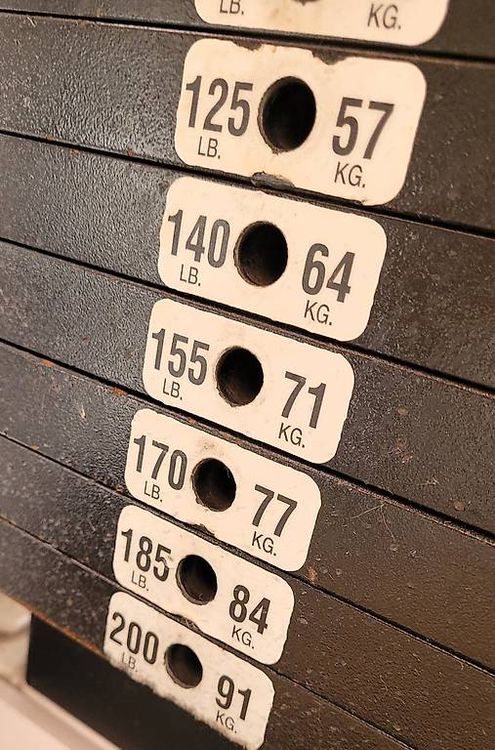 LB. KG.
125 57
LB. KG.
140 64
LB. KG.
155 71
LB. KG.
170 77
LB. KG.
185 84
LB. KG.
200 91
LB. KG.